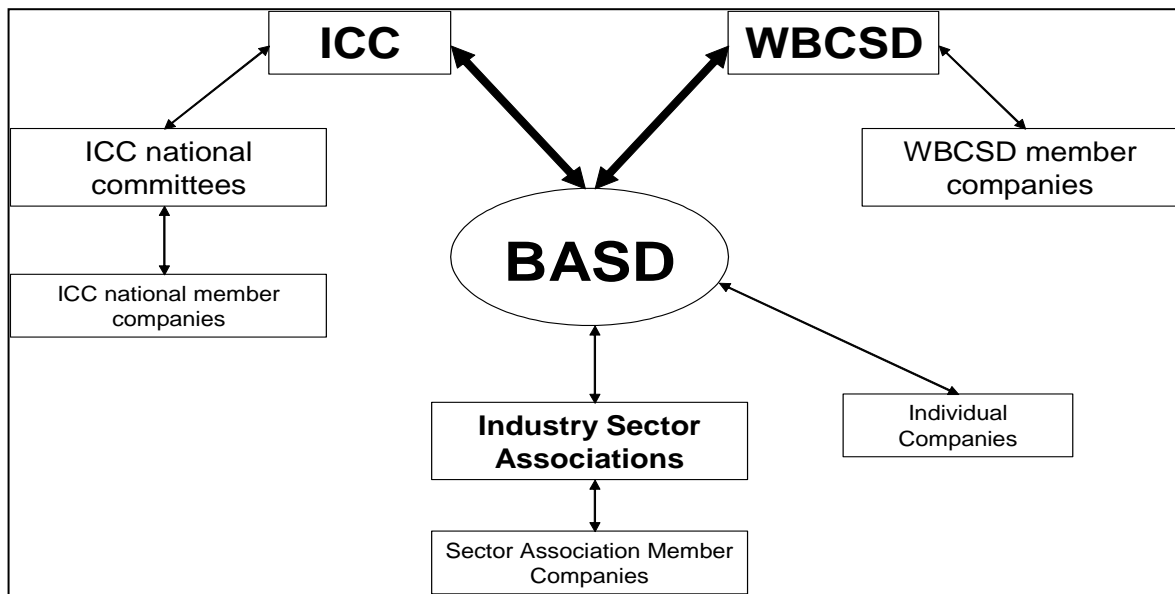 ICC
WBCSD
ICC national
committees
WBCSD member
companies
BASD
ICC national member
companies
Industry Sector
Associations
Individual
Companies
Sector Association Member
Companies